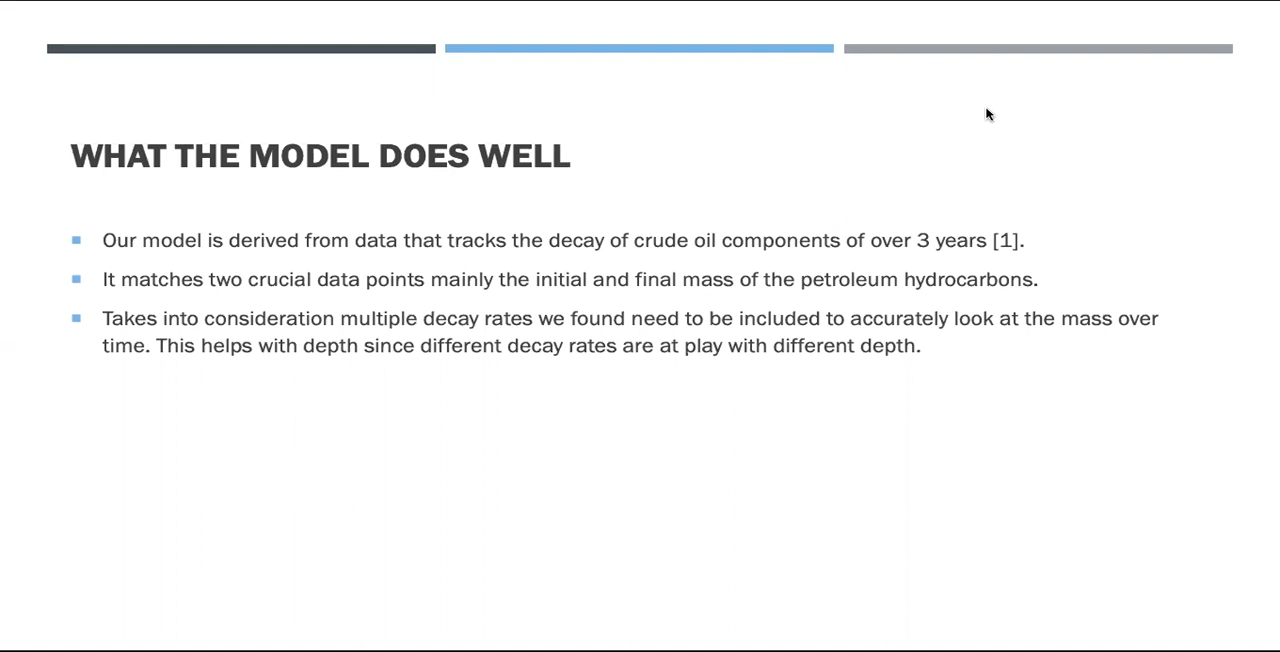 WHAT THE MODEL DOES WELL
Our model is derived from data that tracks the decay of crude oil components of over 3 years [1].
It matches two crucial data points mainly the initial and final mass of the petroleum hydrocarbons.
Takes into consideration multiple decay rates we found need to be included to accurately look at the mass over
time. This helps with depth since different decay rates are at play with different depth.